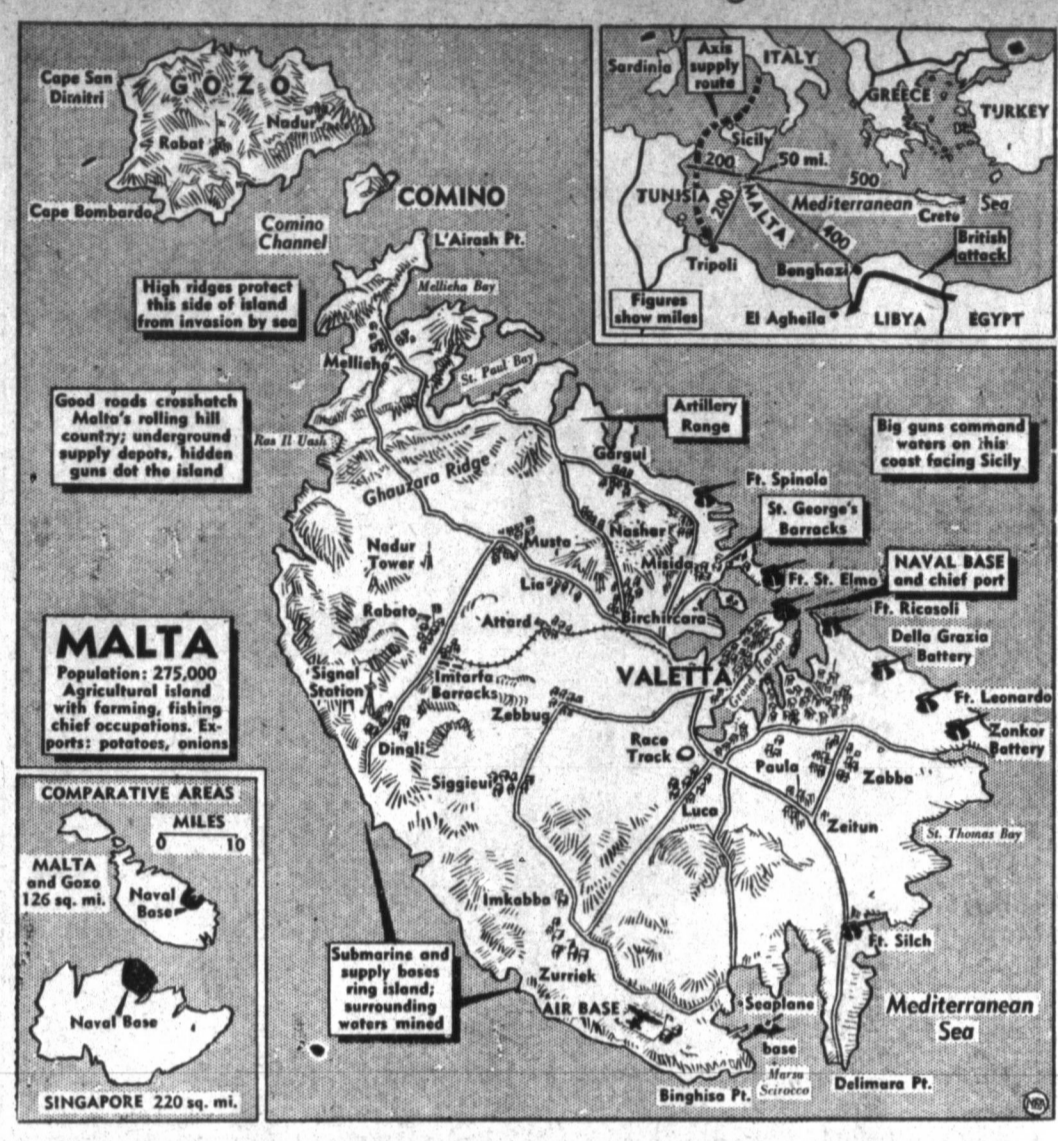 Cape San
Dimitri
GOZO
Nadur
Rabat
Cape Bombardo
COMINO
Comino
Channel
L'Airash Pt.
Mellieha Bay
High ridges protect
this side of island
from invasion by sea
Mellieha
St. Paul Bay
Good roads crosshatch
Malta's rolling hill
country; underground
supply depots, hidden
guns dot the island
Ras Il Uash
Ghauzara Ridge
Artillery
Range
Big guns command
waters on this
coast facing Sicily
Gargui
Ft. Spinola
St. George's
Barracks
Nashar
Musta
Misida
Nadur
Tower
Lia
Ft. St. Elmo
NAVAL BASE
and chief port
Ft. Ricasoli
Rabato
Attard
Birchircara
Della Grazia
Battery
MALTA
Population: 275,000
Agricultural island
with farming, fishing
chief occupations. Ex-
ports: potatoes, onions
Signal
Station
Imtarfa
Barracks
VALETTA
Grand Harbor
Ft. Leonardo
Zebbug
Zonkor
Battery
Dingli
Race
Track
Paula
Zabba
Siggieui
Luca
Zeitun
St. Thomas Bay
Imkabba
Zurriek
Ft. Silch
Submarine and
supply bases
ring island;
surrounding
waters mined
AIR BASE
Seaplane
base
Marsa
Scirocco
Mediterranean
Sea
Binghisa Pt.
Delimara Pt.
NEA
Axis
supply
route
Sardinia
ITALY
GREECE
TURKEY
Sicily
200
50 mi.
500
TUNISIA
200
MALTA
Mediterranean
Sea
Crete
400
British
attack
Tripoli
Benghazi
Figures
show miles
El Agheila
LIBYA
EGYPT
COMPARATIVE AREAS
MILES
0 10
MALTA
and Gozo
126 sq. mi.
Naval
Base
Naval Base
SINGAPORE 220 sq. mi.